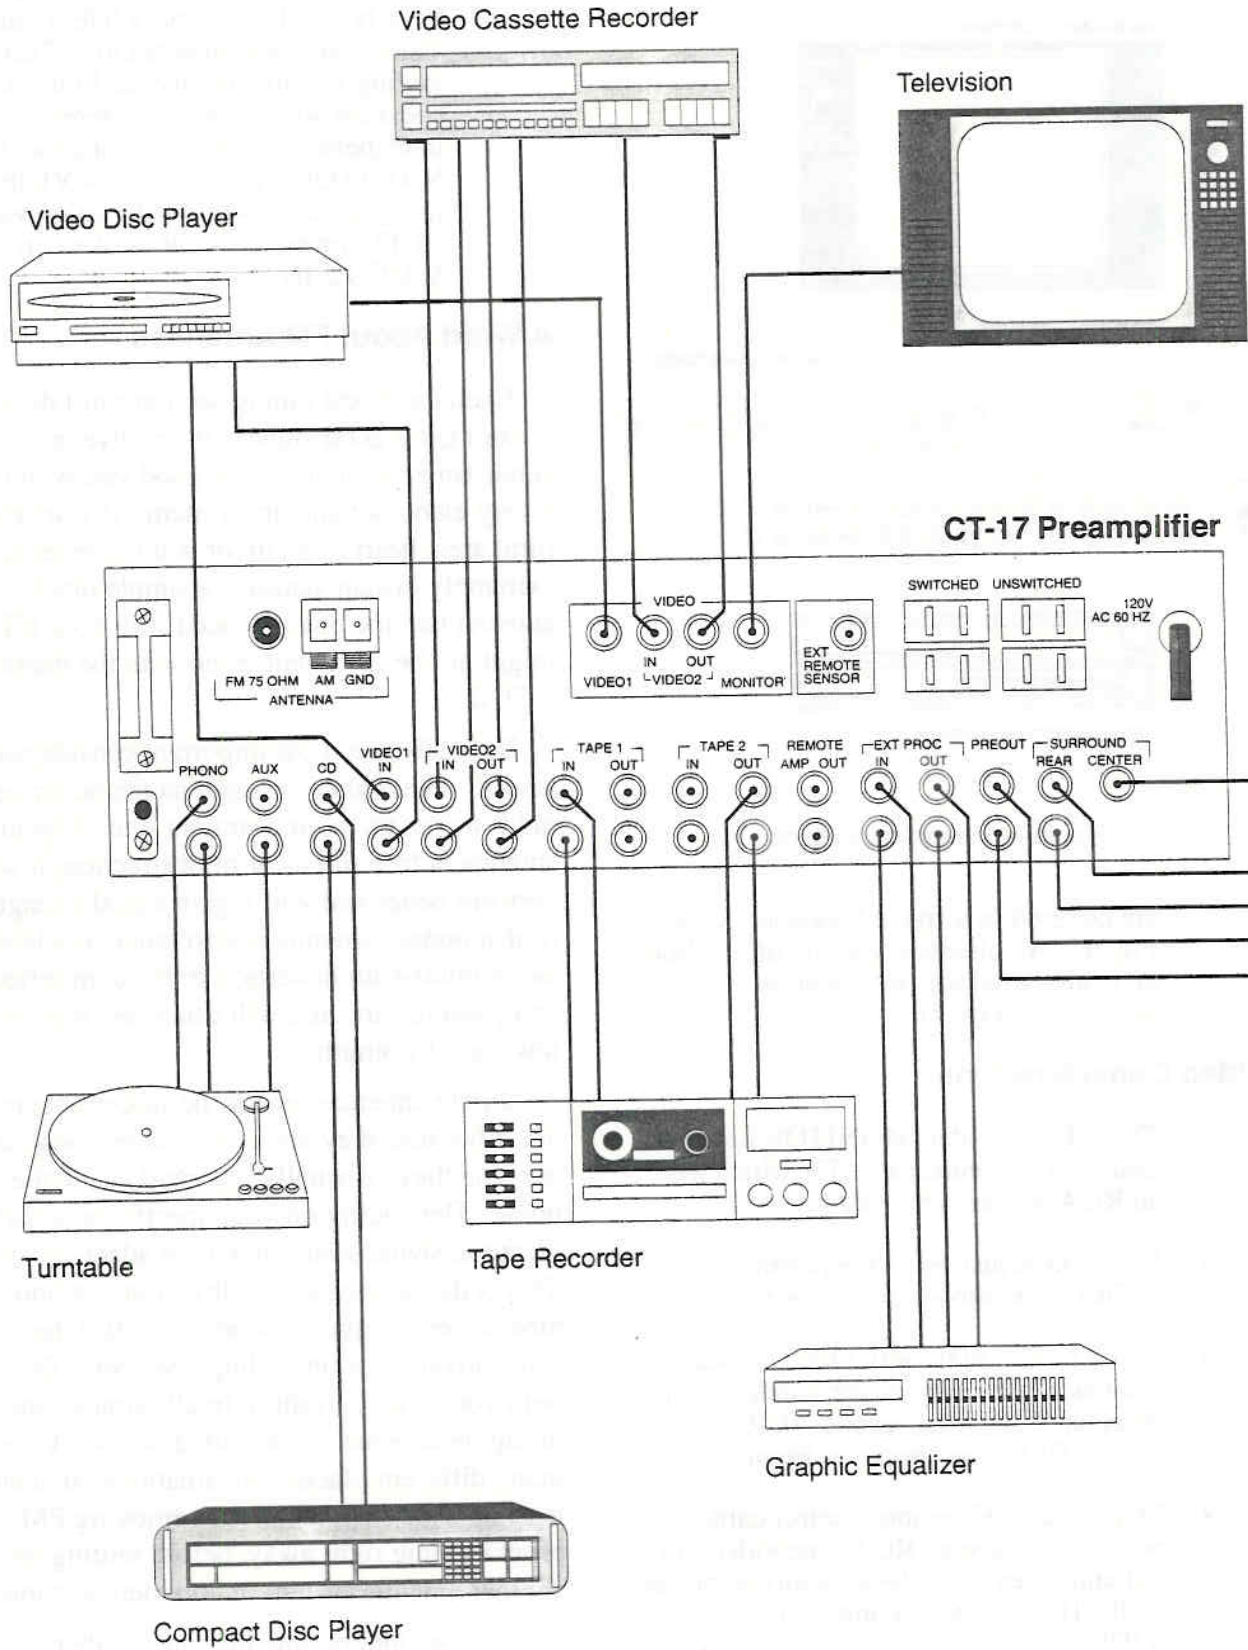 Video Cassette Recorder
Television
Video Disc Player
CT-17 Preamplifier
SWITCHED UNSWITCHED
VIDEO
120V
AC 60 HZ
FM 75 OHM AM GND
ANTENNA
IN OUT
VIDEO1 VIDEO2 MONITOR
EXT
REMOTE
SENSOR
PHONO AUX CD
VIDEO1
IN
VIDEO2
IN OUT
TAPE 1
IN OUT
TAPE 2
IN OUT
REMOTE
AMP OUT
EXT PROC
IN OUT
PREOUT
SURROUND
REAR CENTER
Turntable
Tape Recorder
Graphic Equalizer
Compact Disc Player